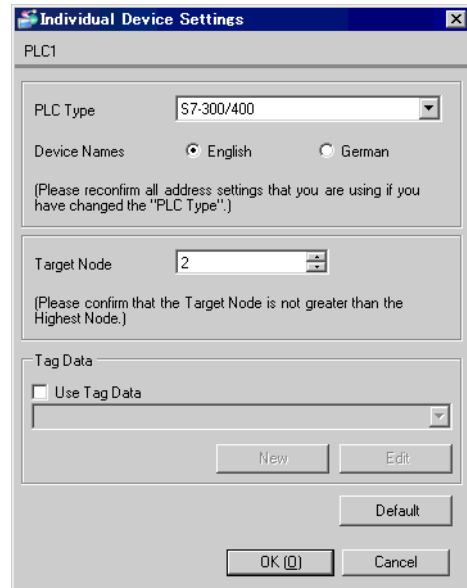 Individual Device Settings
PLC1
PLC Type
S7-300/400
Device Names
English
German
(Please reconfirm all address settings that you are using if you
have changed the "PLC Type".)
Target Node
2
(Please confirm that the Target Node is not greater than the
Highest Node.)
Tag Data
Use Tag Data
New
Edit
Default
OK (O)
Cancel